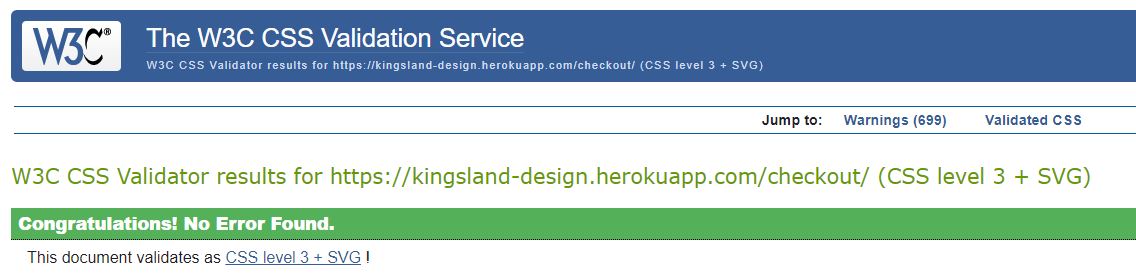 W3C®
The W3C CSS Validation Service
W3C CSS Validator results for https://kingsland-design.herokuapp.com/checkout/ (CSS level 3 + SVG)
Jump to: Warnings (699) Validated CSS
W3C CSS Validator results for https://kingsland-design.herokuapp.com/checkout/ (CSS level 3 + SVG)
Congratulations! No Error Found.
This document validates as CSS level 3 + SVG !